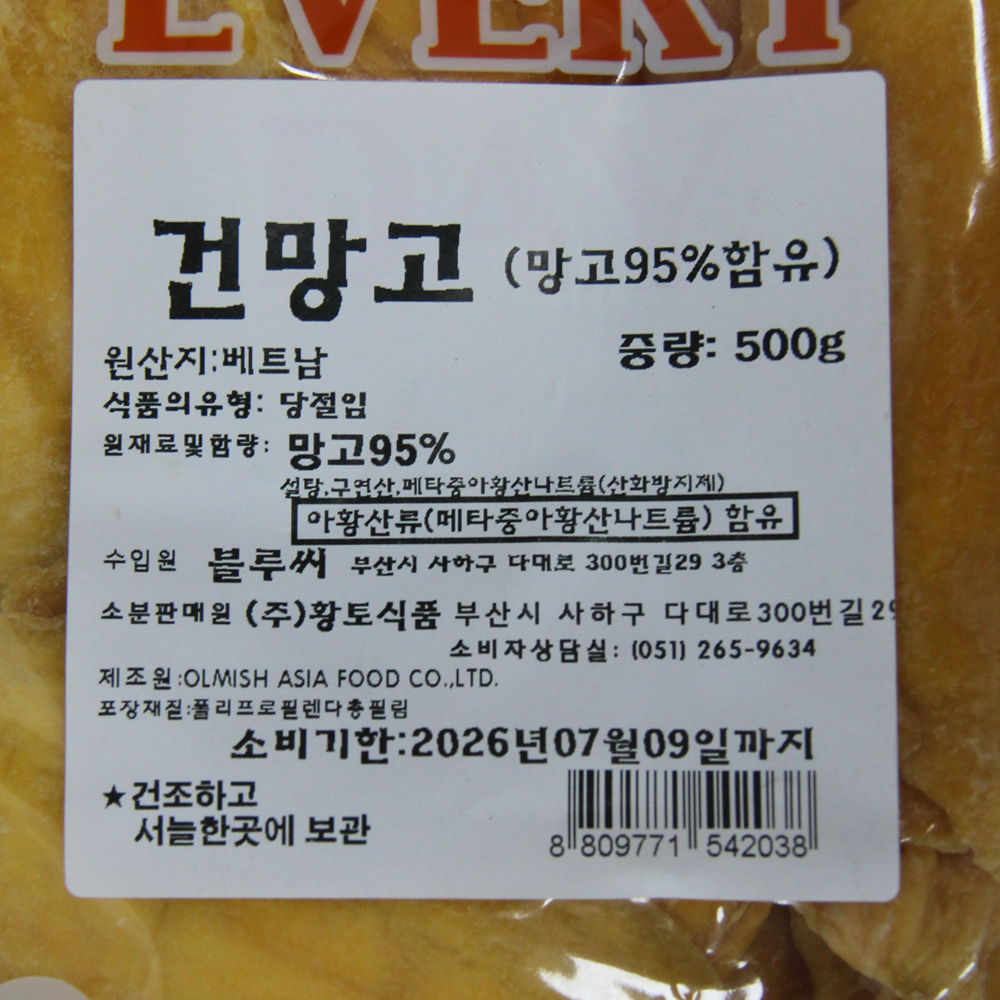 EVERY
건망고 (망고95%함유)
중량: 500g
원산지:베트남
식품의유형: 당절임
원재료및함량: 망고95%
설탕,구연산,메타중아황산나트륨(산화방지제)
아황산류(메타중아황산나트륨) 함유
수입원 블루씨 부산시 사하구 다대로 300번길29 3층
소분판매원 (주)황토식품 부산시 사하구 다대로300번길29
소비자상담실: (051) 265-9634
제조원:OLMISH ASIA FOOD CO.,LTD.
포장재질:폴리프로필렌다층필림
소비기한:2026년07월09일까지
★건조하고
서늘한곳에 보관
8 809771 542038